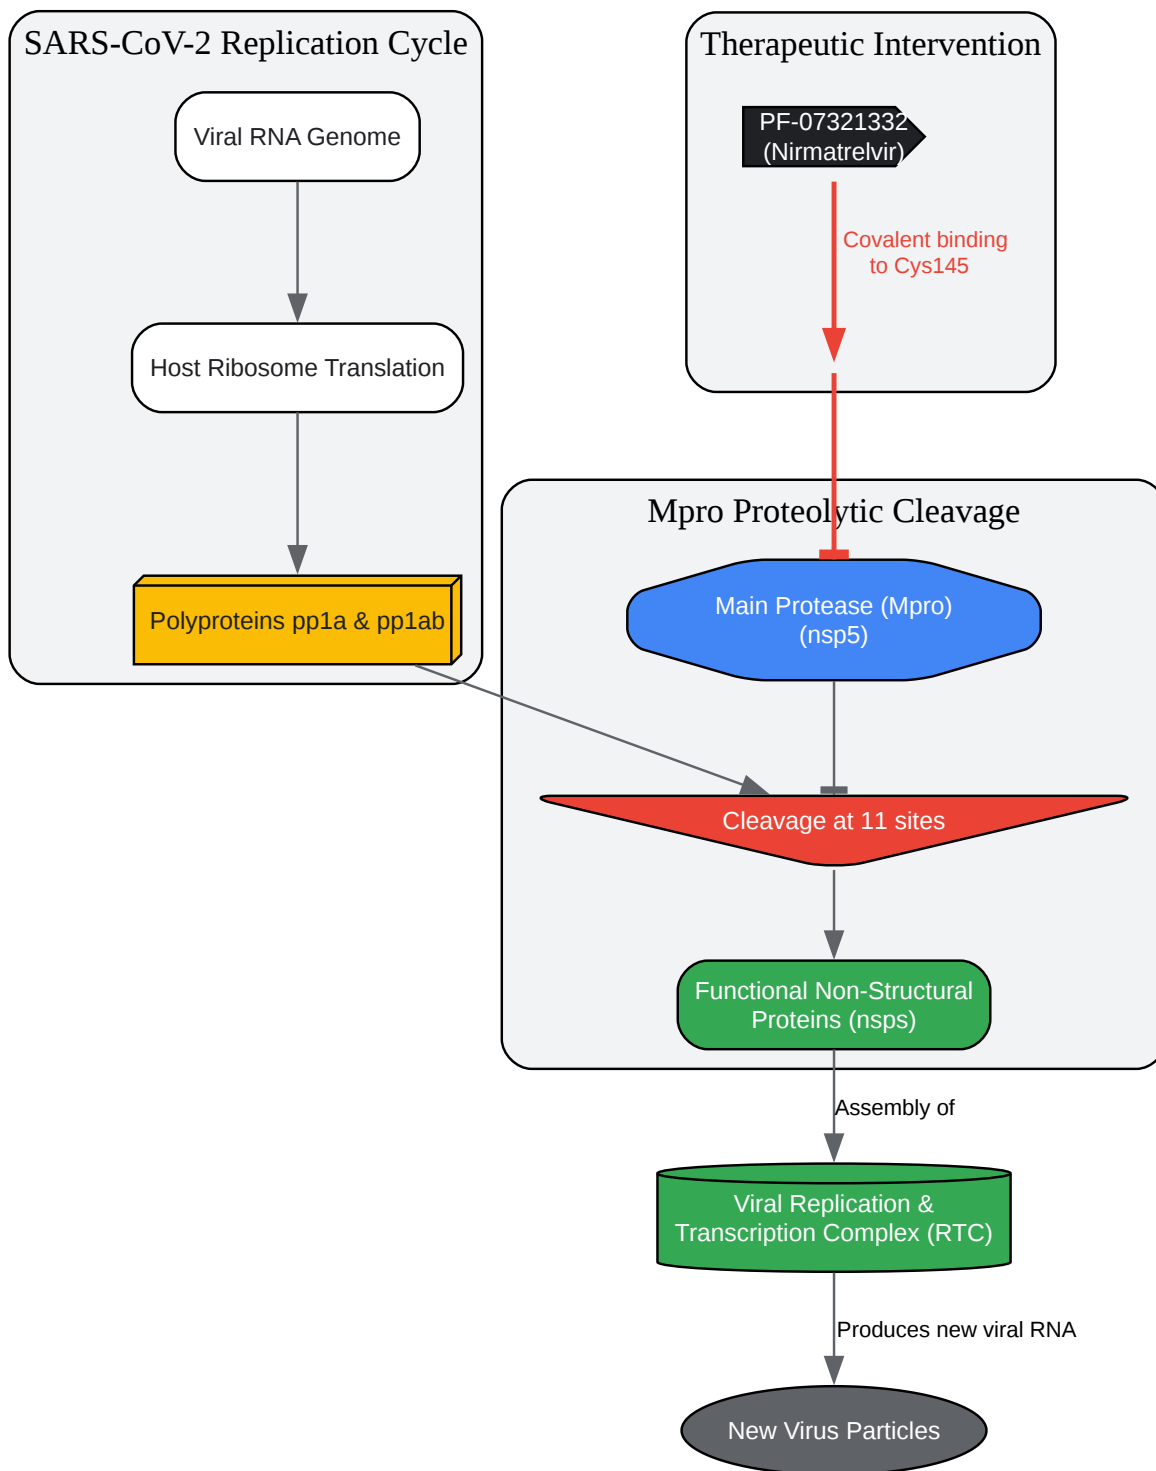 SARS-CoV-2 Replication Cycle
Viral RNA Genome
Host Ribosome Translation
Polyproteins pp1a & pp1ab
Therapeutic Intervention
PF-07321332
(Nirmatrelvir)
Covalent binding
to Cys145
Mpro Proteolytic Cleavage
Main Protease (Mpro)
(nsp5)
Cleavage at 11 sites
Functional Non-Structural
Proteins (nsps)
Assembly of
Viral Replication &
Transcription Complex (RTC)
Produces new viral RNA
New Virus Particles